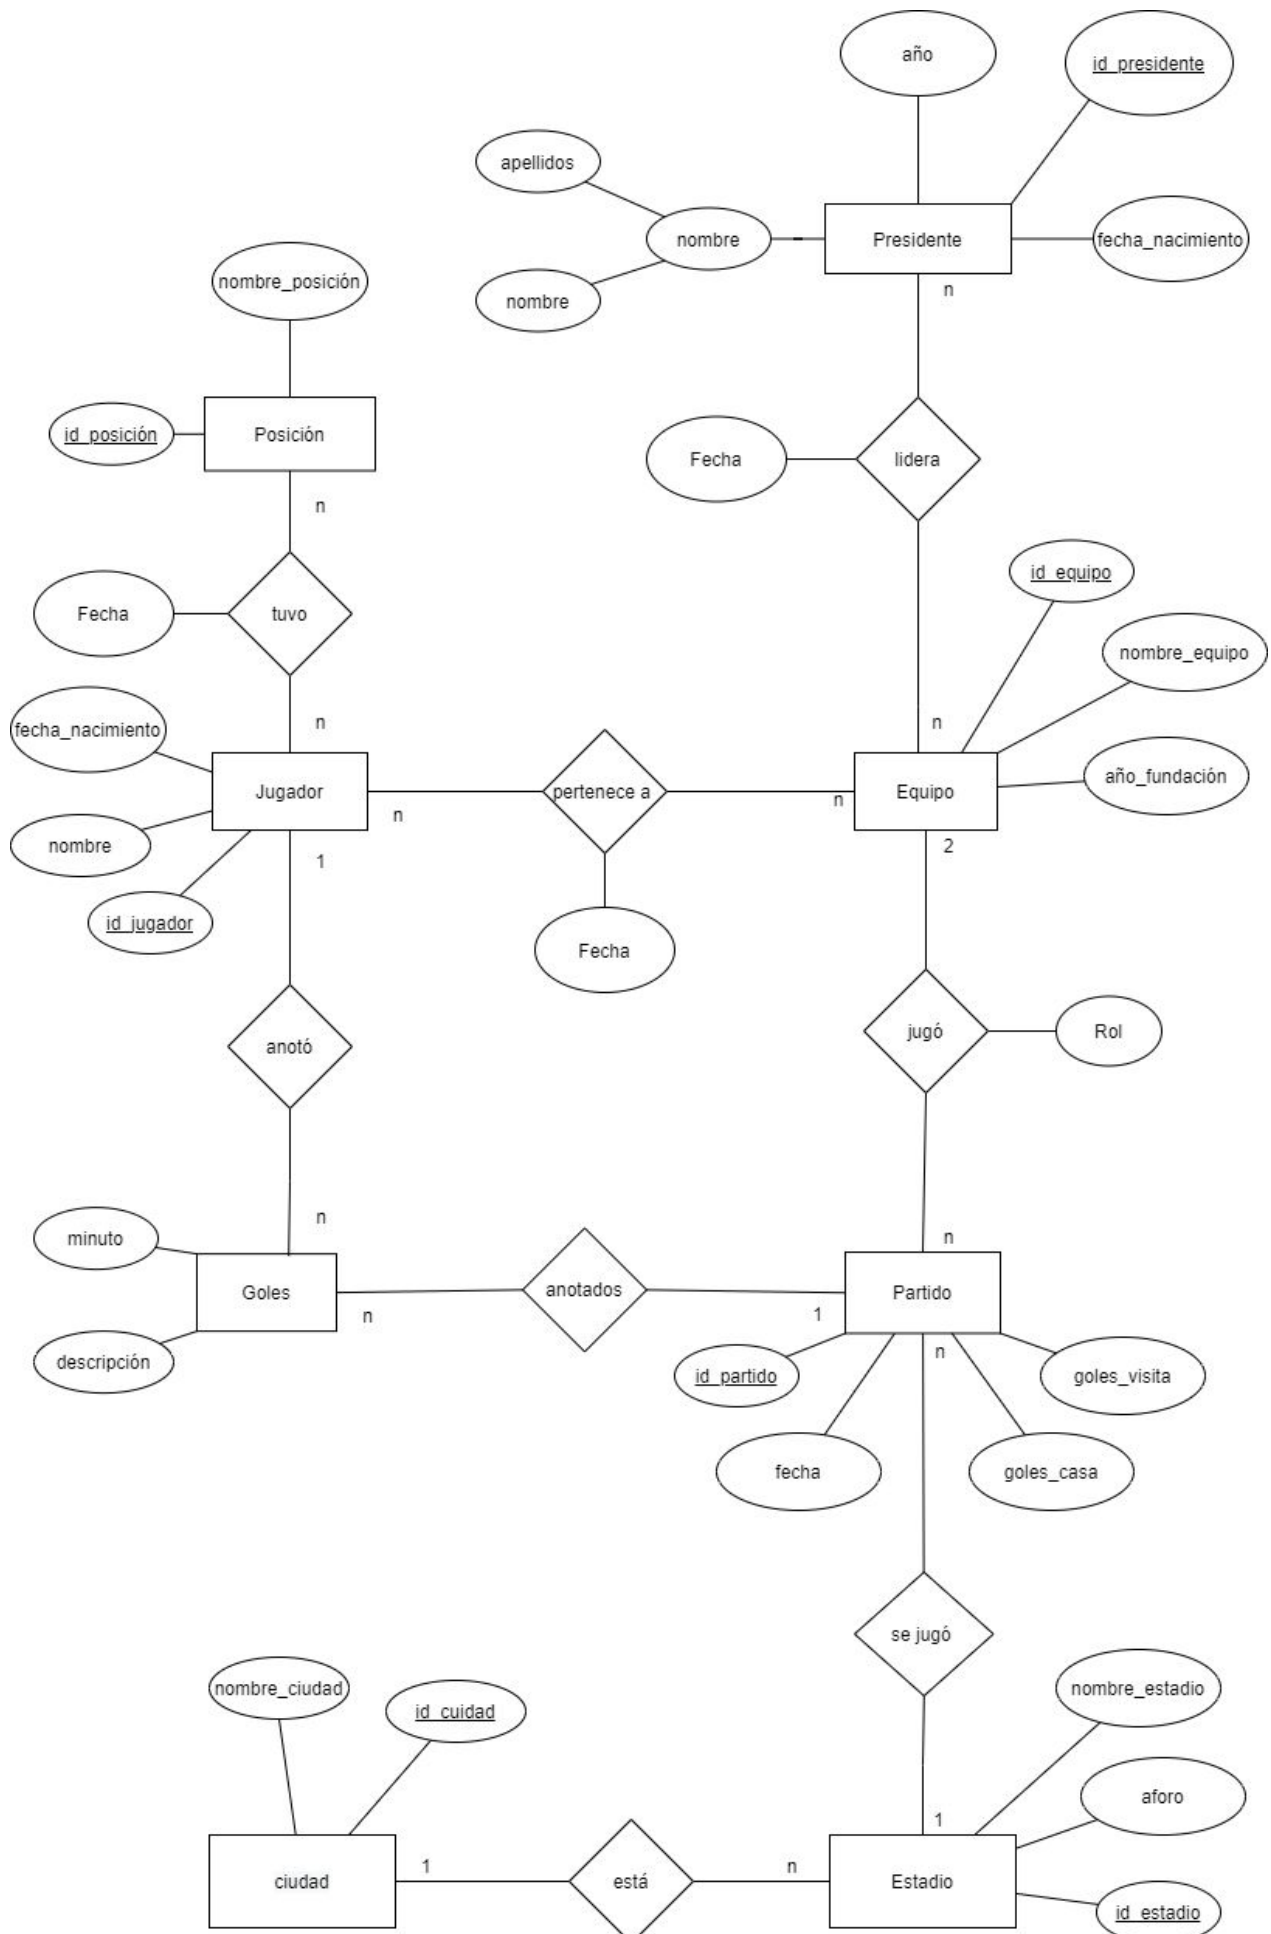 año
id_presidente
apellidos
nombre
Presidente
fecha_nacimiento
nombre
n
nombre_posición
id_posición
Posición
Fecha
lidera
n
id_equipo
Fecha
tuvo
nombre_equipo
n
n
fecha_nacimiento
Jugador
pertenece a
Equipo
año_fundación
n
n
nombre
1
2
id_jugador
Fecha
anotó
jugó
Rol
n
n
minuto
Goles
anotados
Partido
n
1
descripción
id_partido
n
goles_visita
fecha
goles_casa
se jugó
nombre_ciudad
id_cuidad
nombre_estadio
aforo
1
1
n
ciudad
está
Estadio
id_estadio